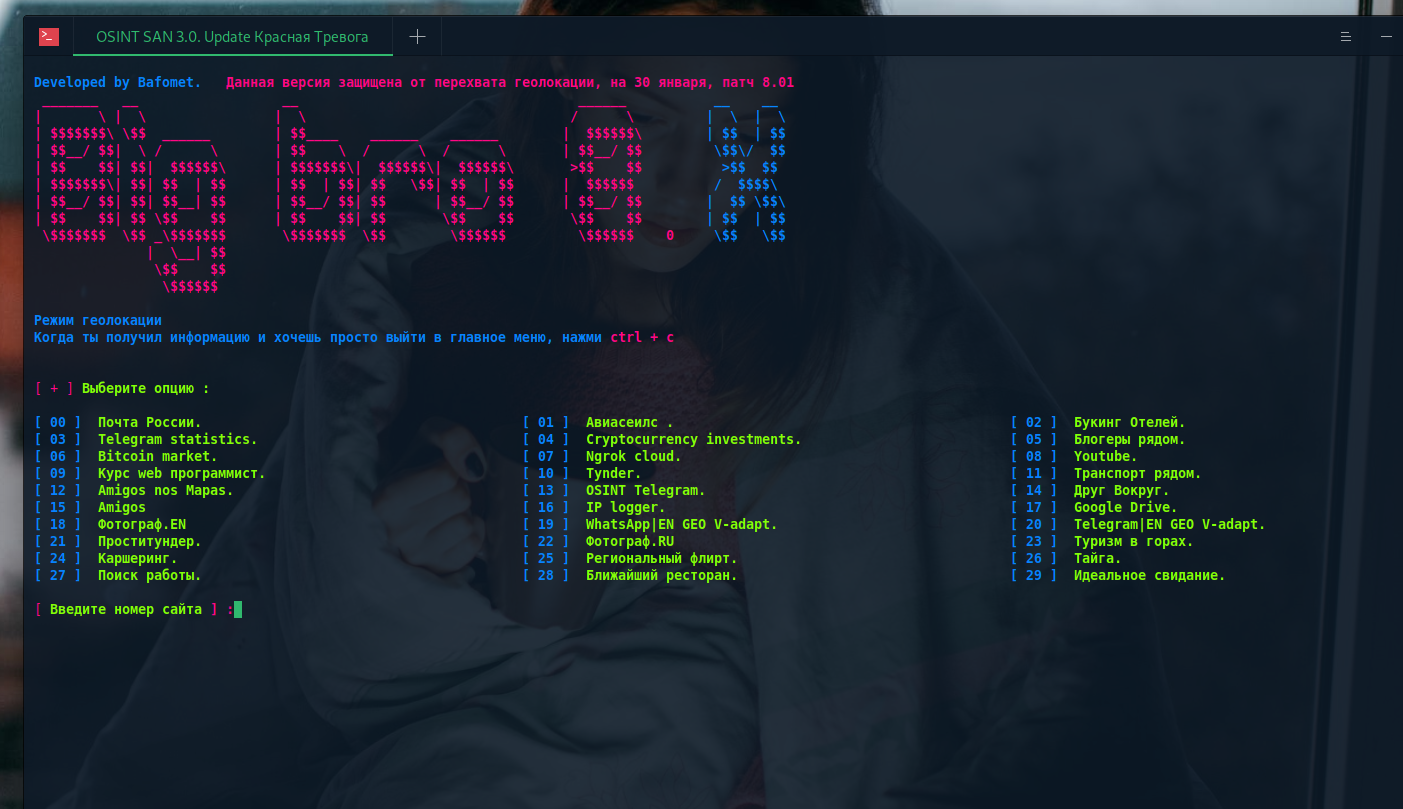 OSINT SAN 3.0. Update Красная Тревога
Developed by Bafomet.   Данная версия защищена от перехвата геолокации, на 30 января, патч 8.01
Big bro 8.0 X
Режим геолокации
Когда ты получил информацию и хочешь просто выйти в главное меню, нажми ctrl + c
[ + ] Выберите опцию :
[ 00 ]  Почта России.  [ 01 ]  Авиасеилс .  [ 02 ]  Букинг Отелей.
[ 03 ]  Telegram statistics.  [ 04 ]  Cryptocurrency investments.  [ 05 ]  Блогеры рядом.
[ 06 ]  Bitcoin market.  [ 07 ]  Ngrok cloud.  [ 08 ]  Youtube.
[ 09 ]  Курс web программист.  [ 10 ]  Tynder.  [ 11 ]  Транспорт рядом.
[ 12 ]  Amigos nos Mapas.  [ 13 ]  OSINT Telegram.  [ 14 ]  Друг Вокруг.
[ 15 ]  Amigos  [ 16 ]  IP logger.  [ 17 ]  Google Drive.
[ 18 ]  Фотограф.EN  [ 19 ]  WhatsApp|EN GEO V-adapt.  [ 20 ]  Telegram|EN GEO V-adapt.
[ 21 ]  Проститундер.  [ 22 ]  Фотограф.RU  [ 23 ]  Туризм в горах.
[ 24 ]  Каршеринг.  [ 25 ]  Региональный флирт.  [ 26 ]  Тайга.
[ 27 ]  Поиск работы.  [ 28 ]  Ближайший ресторан.  [ 29 ]  Идеальное свидание.
[ Введите номер сайта ] :